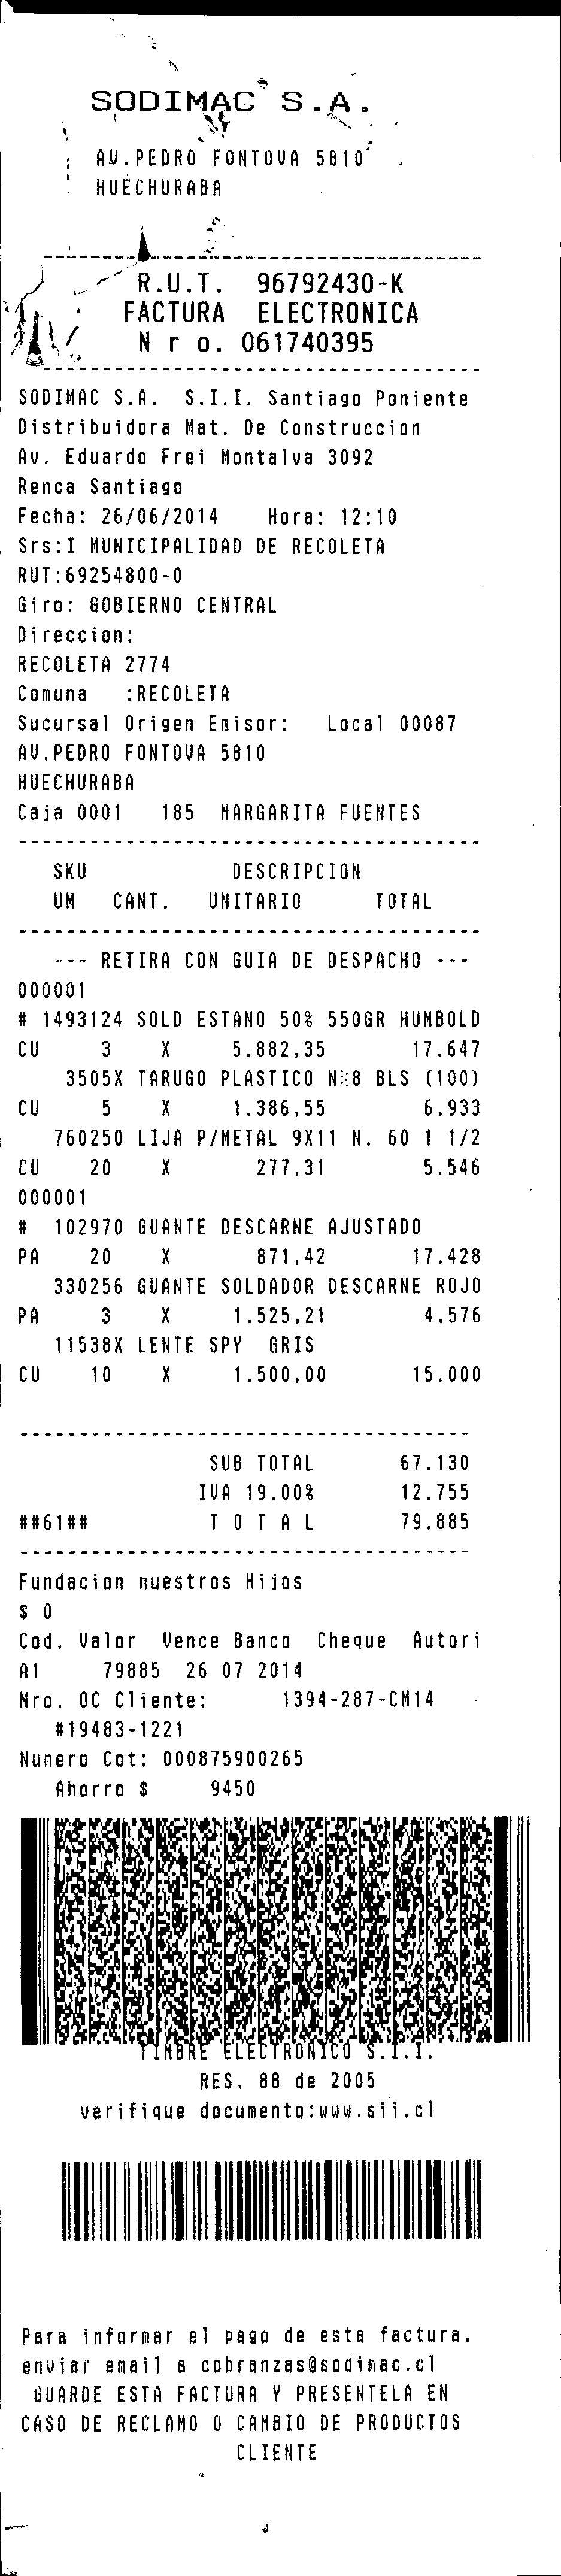 SODIMAC S.A.
AV.PEDRO FONTOVA 5810
HUECHURABA
R.U.T. 96792430-K
FACTURA ELECTRONICA
N r o. 061740395
SODIMAC S.A. S.I.I. Santiago Poniente
Distribuidora Mat. De Construccion
Av. Eduardo Frei Montalva 3092
Renca Santiago
Fecha: 26/06/2014 Hora: 12:10
Srs:I MUNICIPALIDAD DE RECOLETA
RUT:69254800-0
Giro: GOBIERNO CENTRAL
Direccion:
RECOLETA 2774
Comuna :RECOLETA
Sucursal Origen Emisor: Local 00087
AV.PEDRO FONTOVA 5810
HUECHURABA
Caja 0001 185 MARGARITA FUENTES
SKU DESCRIPCION
UM CANT. UNITARIO TOTAL
--- RETIRA CON GUIA DE DESPACHO ---
000001
# 1493124 SOLD ESTANO 50% 550GR HUMBOLD
CU 3 X 5.882,35 17.647
3505X TARUGO PLASTICO 8 BLS (100)
CU 5 X 1.386,55 6.933
760250 LIJA P/METAL 9X11 N. 60 1 1/2
CU 20 X 277,31 5.546
000001
# 102970 GUANTE DESCARNE AJUSTADO
PA 20 X 871,42 17.428
330256 GUANTE SOLDADOR DESCARNE ROJO
PA 3 X 1.525,21 4.576
11538X LENTE SPY GRIS
CU 10 X 1.500,00 15.000
SUB TOTAL 67.130
IVA 19.00% 12.755
##61## T O T A L 79.885
Fundacion nuestros Hijos
$ 0
Cod. Valor Vence Banco Cheque Autori
A1 79885 26 07 2014
Nro. OC Cliente: 1394-287-CM14
#19483-1221
Numero Cot: 000875900265
Ahorro $ 9450
TIMBRE ELECTRONICO S.I.I.
RES. 88 de 2005
verifique documento:www.sii.cl
Para informar el pago de esta factura,
enviar email a cobranzas@sodimac.cl
GUARDE ESTA FACTURA Y PRESENTELA EN
CASO DE RECLAMO O CAMBIO DE PRODUCTOS
CLIENTE